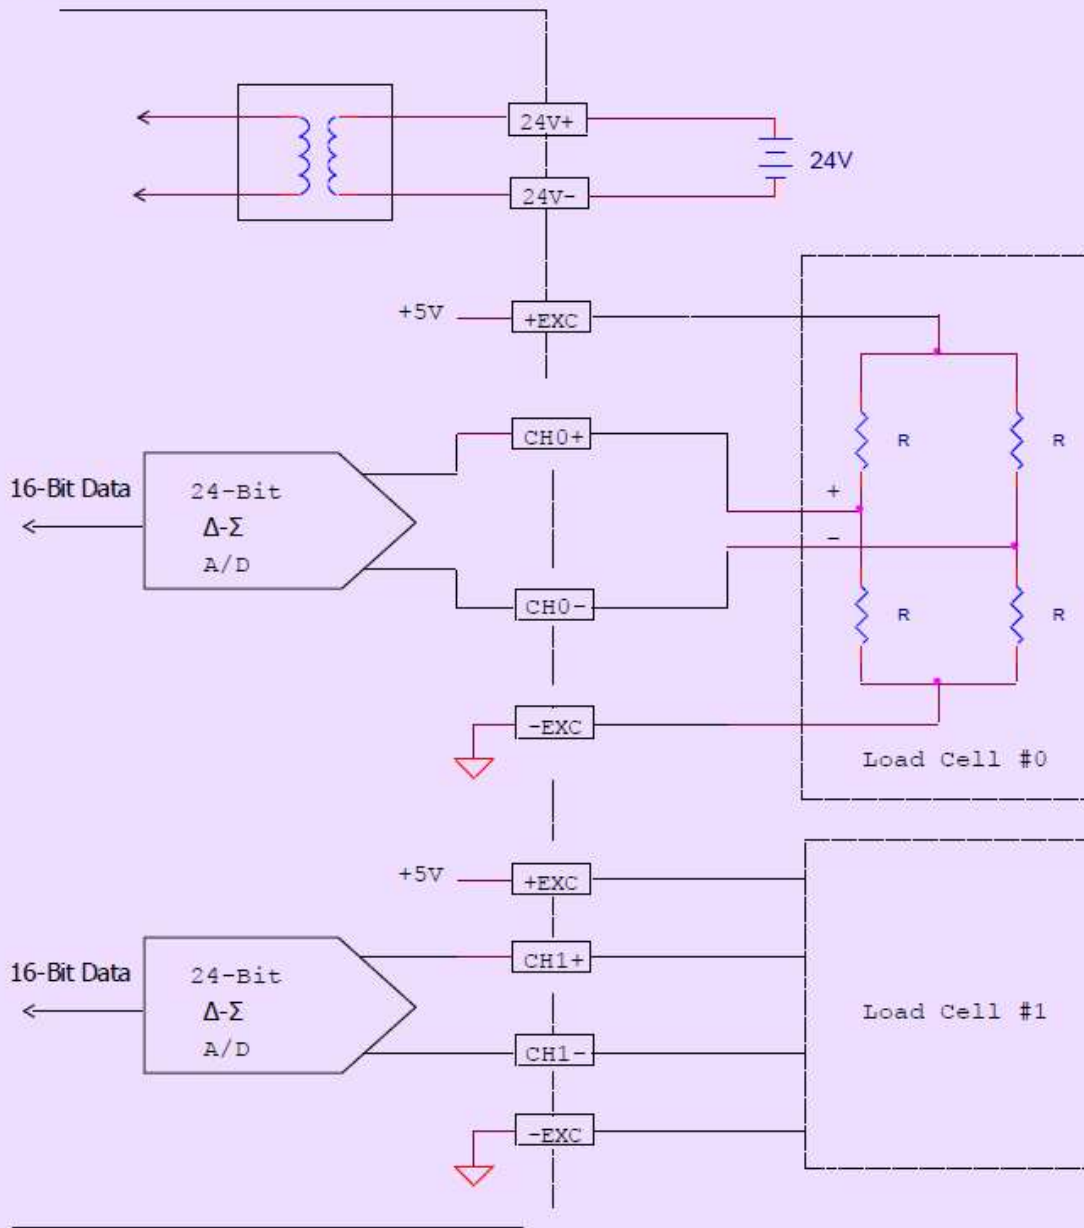 24V+
24V
24V-
+5V
+EXC
CH0+
R
R
16-Bit Data
24-Bit
Δ-Σ
A/D
+
-
CH0-
R
R
-EXC
Load Cell #0
+5V
+EXC
16-Bit Data
24-Bit
Δ-Σ
A/D
CH1+
Load Cell #1
CH1-
-EXC